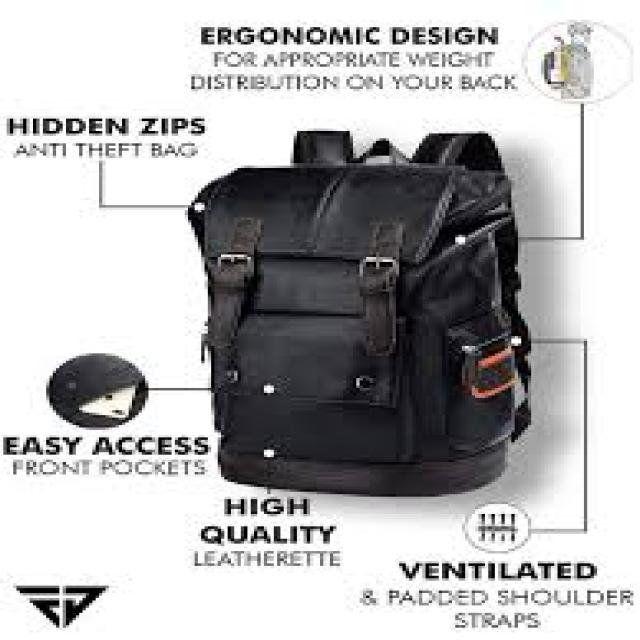 ERGONOMIC DESIGN
FOR APPROPRIATE WEIGHT
DISTRIBUTION ON YOUR BACK
HIDDEN ZIPS
ANTI THEFT BAG
EASY ACCESS
FRONT POCKETS
HIGH
QUALITY
LEATHERETTE
VENTILATED
& PADDED SHOULDER
STRAPS